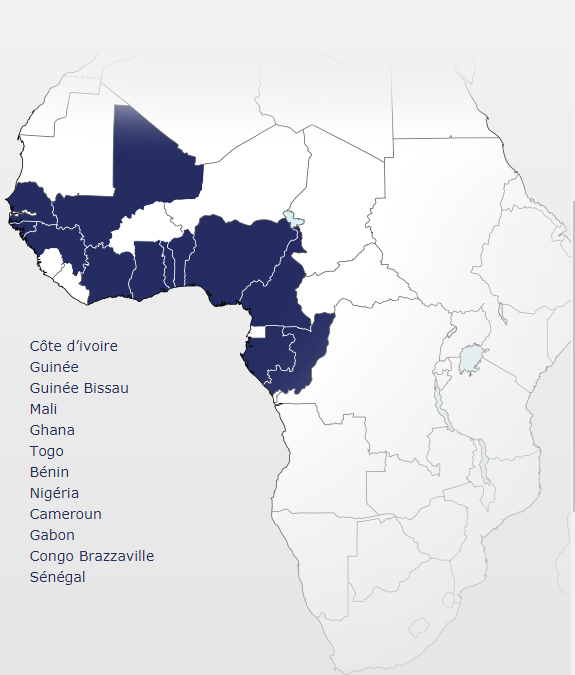 Côte d’ivoire
Guinée
Guinée Bissau
Mali
Ghana
Togo
Bénin
Nigéria
Cameroun
Gabon
Congo Brazzaville
Sénégal